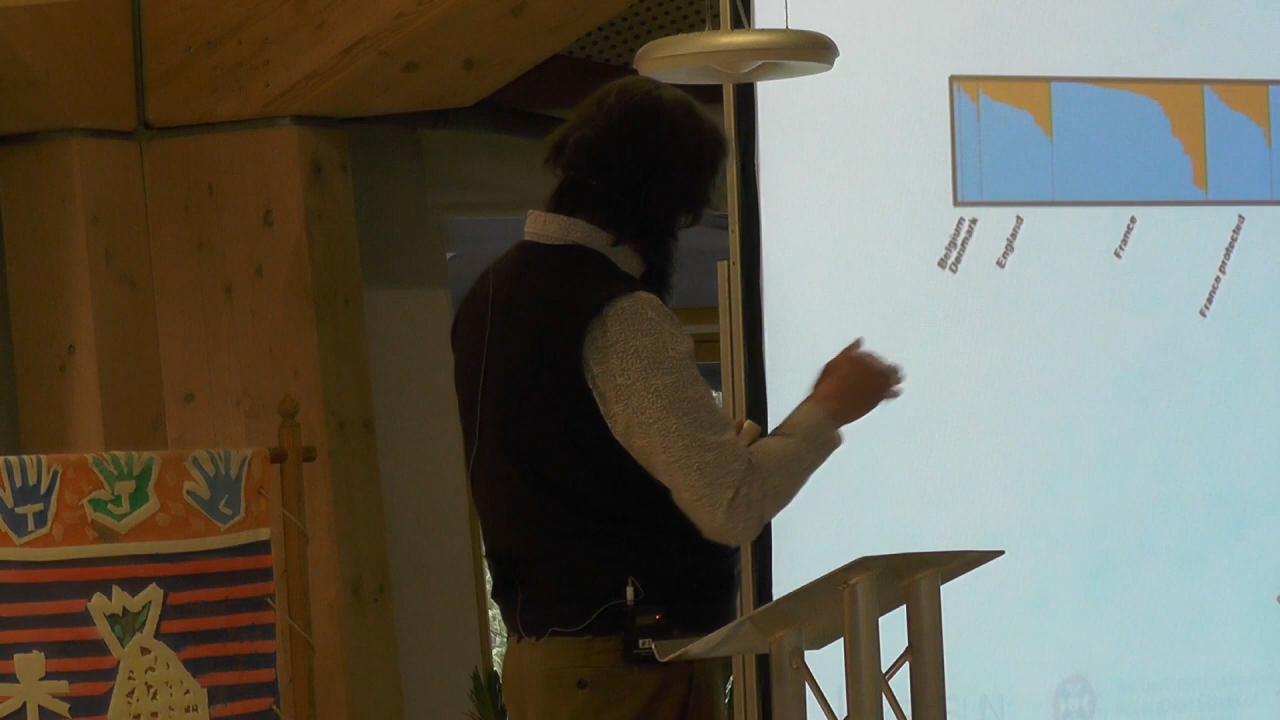 Belgium
Denmark
England
France
France protected
T
J
L